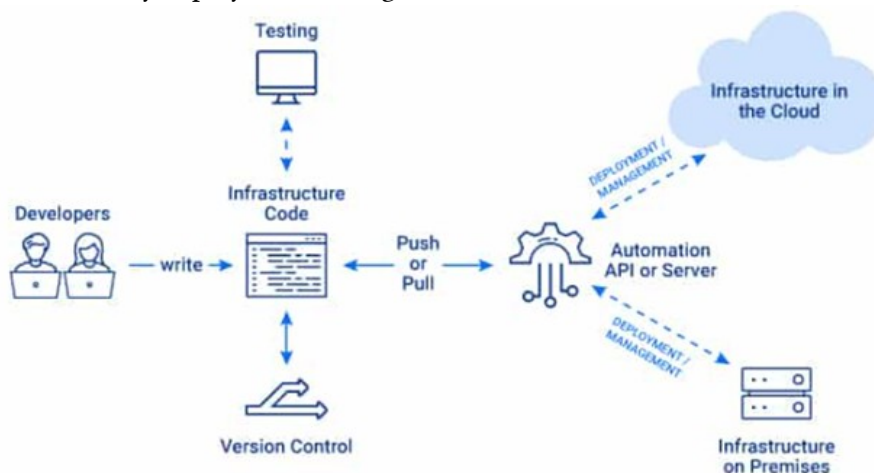 Testing
Infrastructure in
the Cloud
DEPLOYMENT /
MANAGEMENT
Infrastructure
Code
Developers
write
Push
or
Pull
Automation
API or Server
DEPLOYMENT /
MANAGEMENT
Version Control
Infrastructure
on Premises